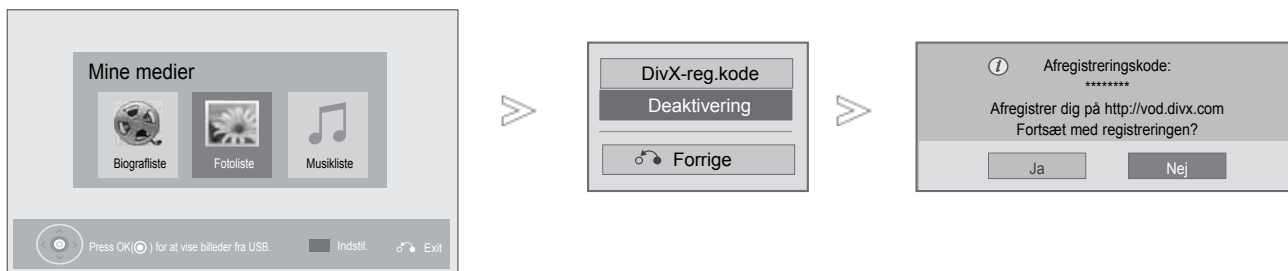 Mine medier
Biografliste
Fotoliste
Musikliste
Press OK( ) for at vise billeder fra USB.
Indstil.
Exit
DivX-reg.kode
Deaktivering
Forrige
Afregistreringskode:
********
Afregistrer dig på http://vod.divx.com
Fortsæt med registreringen?
Ja
Nej